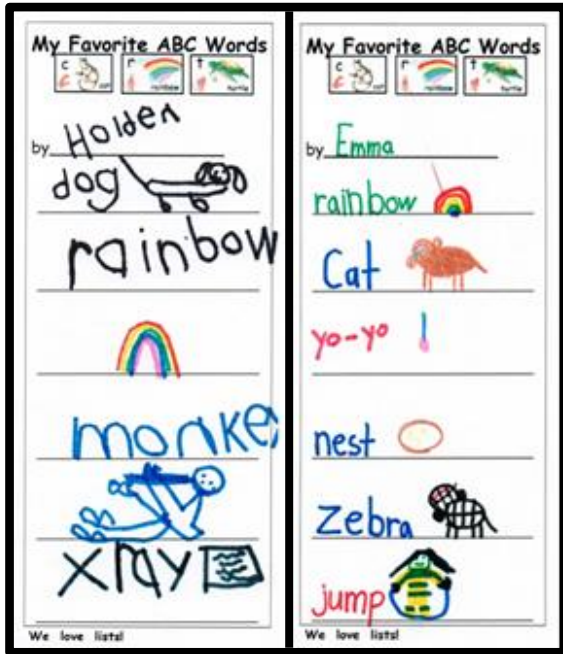 My Favorite ABC Words
c cat r rainbow t turtle
by Holden
dog
rainbow
monkey
xray
We love lists!
My Favorite ABC Words
c cat r rainbow t turtle
by Emma
rainbow
Cat
yo-yo
nest
Zebra
jump
We love lists!